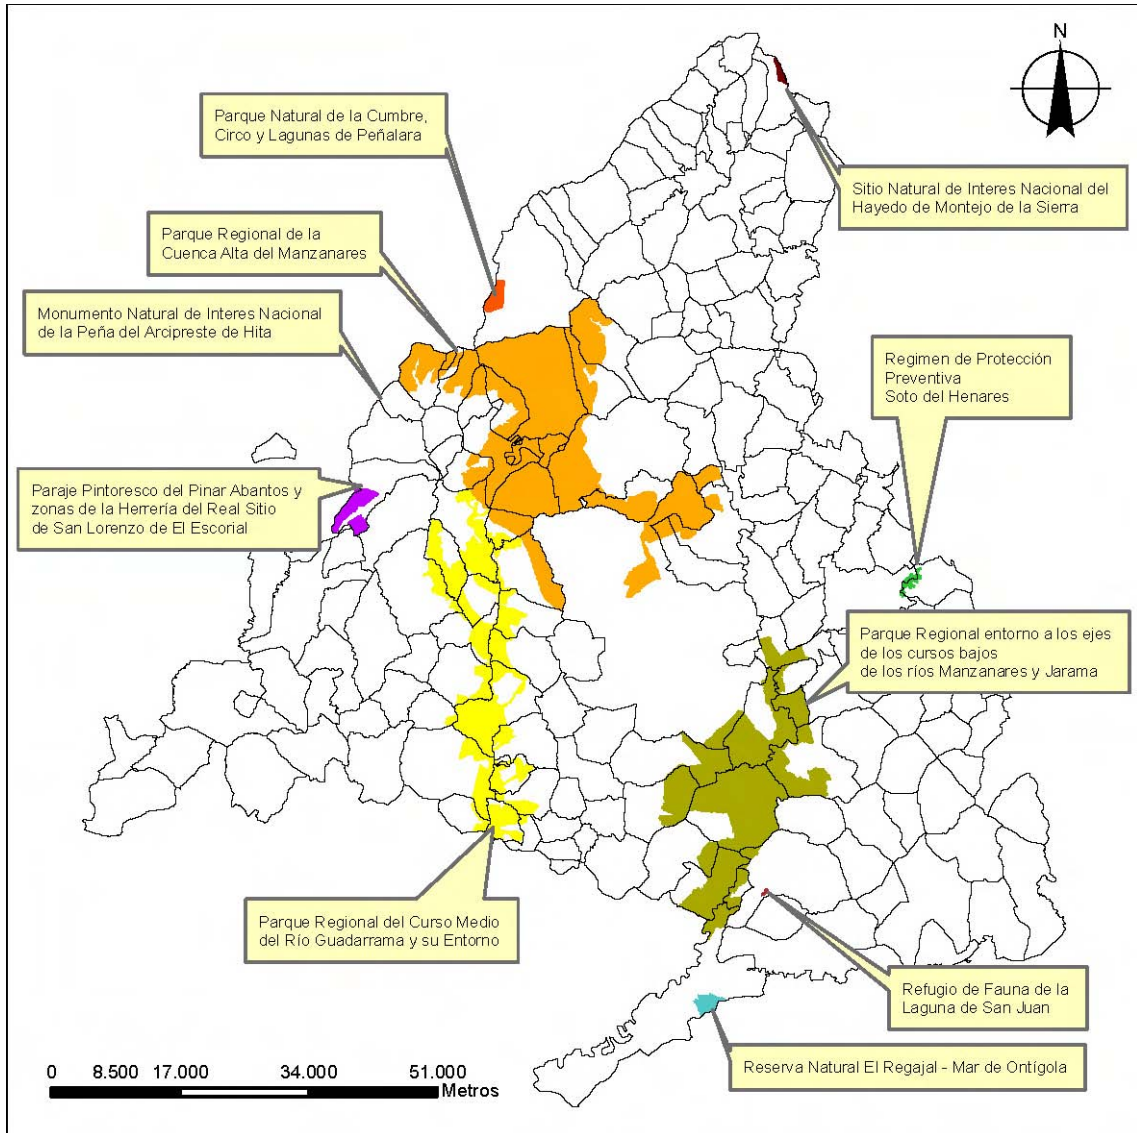 N
Parque Natural de la Cumbre,
Circo y Lagunas de Peñalara
Sitio Natural de Interes Nacional del
Hayedo de Montejo de la Sierra
Parque Regional de la
Cuenca Alta del Manzanares
Monumento Natural de Interes Nacional
de la Peña del Arcipreste de Hita
Regimen de Protección
Preventiva
Soto del Henares
Paraje Pintoresco del Pinar Abantos y
zonas de la Herrería del Real Sitio
de San Lorenzo de El Escorial
Parque Regional entorno a los ejes
de los cursos bajos
de los ríos Manzanares y Jarama
Parque Regional del Curso Medio
del Río Guadarrama y su Entorno
Refugio de Fauna de la
Laguna de San Juan
Reserva Natural El Regajal - Mar de Ontígola
0 8.500 17.000 34.000 51.000
Metros